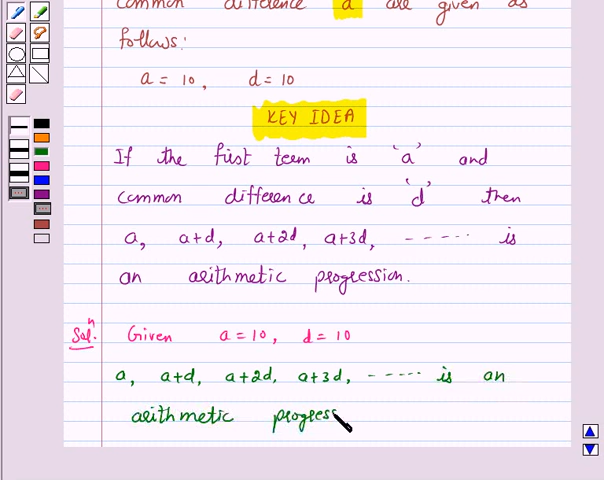 common difference 'd' are given as
follows:
a = 10, d = 10
KEY IDEA
If the first term is 'a' and
common difference is 'd' then
a, a+d, a+2d, a+3d, ------ is
an arithmetic progression.
Solⁿ. Given a = 10, d = 10
a, a+d, a+2d, a+3d, ------ is an
arithmetic progress